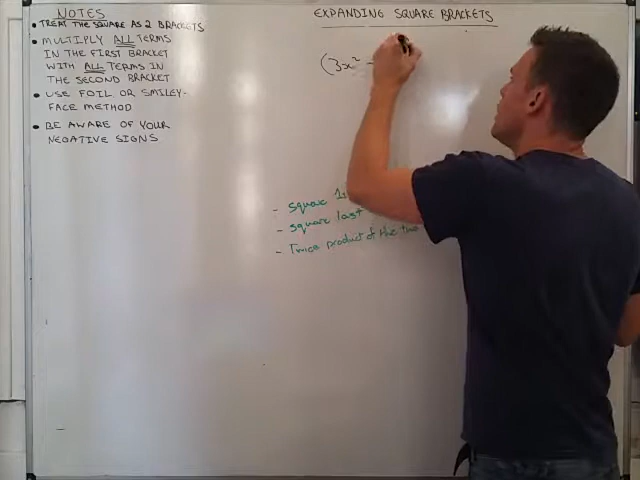 NOTES
• TREAT THE SQUARE AS 2 BRACKETS
• MULTIPLY ALL TERMS
IN THE FIRST BRACKET
WITH ALL TERMS IN
THE SECOND BRACKET
• USE FOIL OR SMILEY-
FACE METHOD
• BE AWARE OF YOUR
NEGATIVE SIGNS
EXPANDING SQUARE BRACKETS
(3x² -
- square 1s
- square last
- Twice product of the two